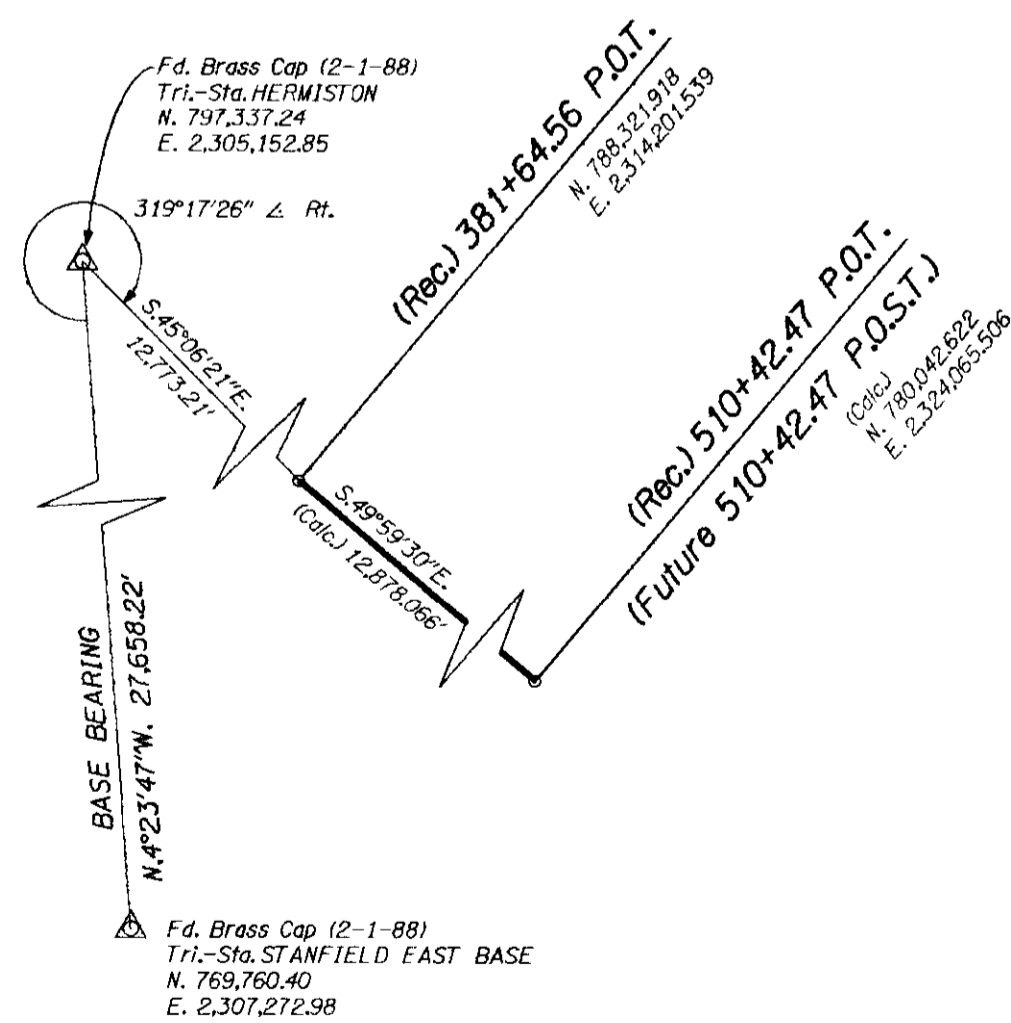 Fd. Brass Cap (2-1-88)
Tri.-Sta. HERMISTON
N. 797,337.24
E. 2,305,152.85
319°17'26" ∠ Rt.
S.45°06'21"E.
12,773.21'
(Rec.) 381+64.56 P.O.T.
N. 788,321.918
E. 2,314,201.539
(Rec.) 510+42.47 P.O.T.
(Future 510+42.47 P.O.S.T.)
(Calc.)
N. 780,042.622
E. 2,324,065.506
S.49°59'30"E.
(Calc.) 12,878.066'
BASE BEARING
N.4°23'47"W. 27,658.22'
Fd. Brass Cap (2-1-88)
Tri.-Sta. STANFIELD EAST BASE
N. 769,760.40
E. 2,307,272.98